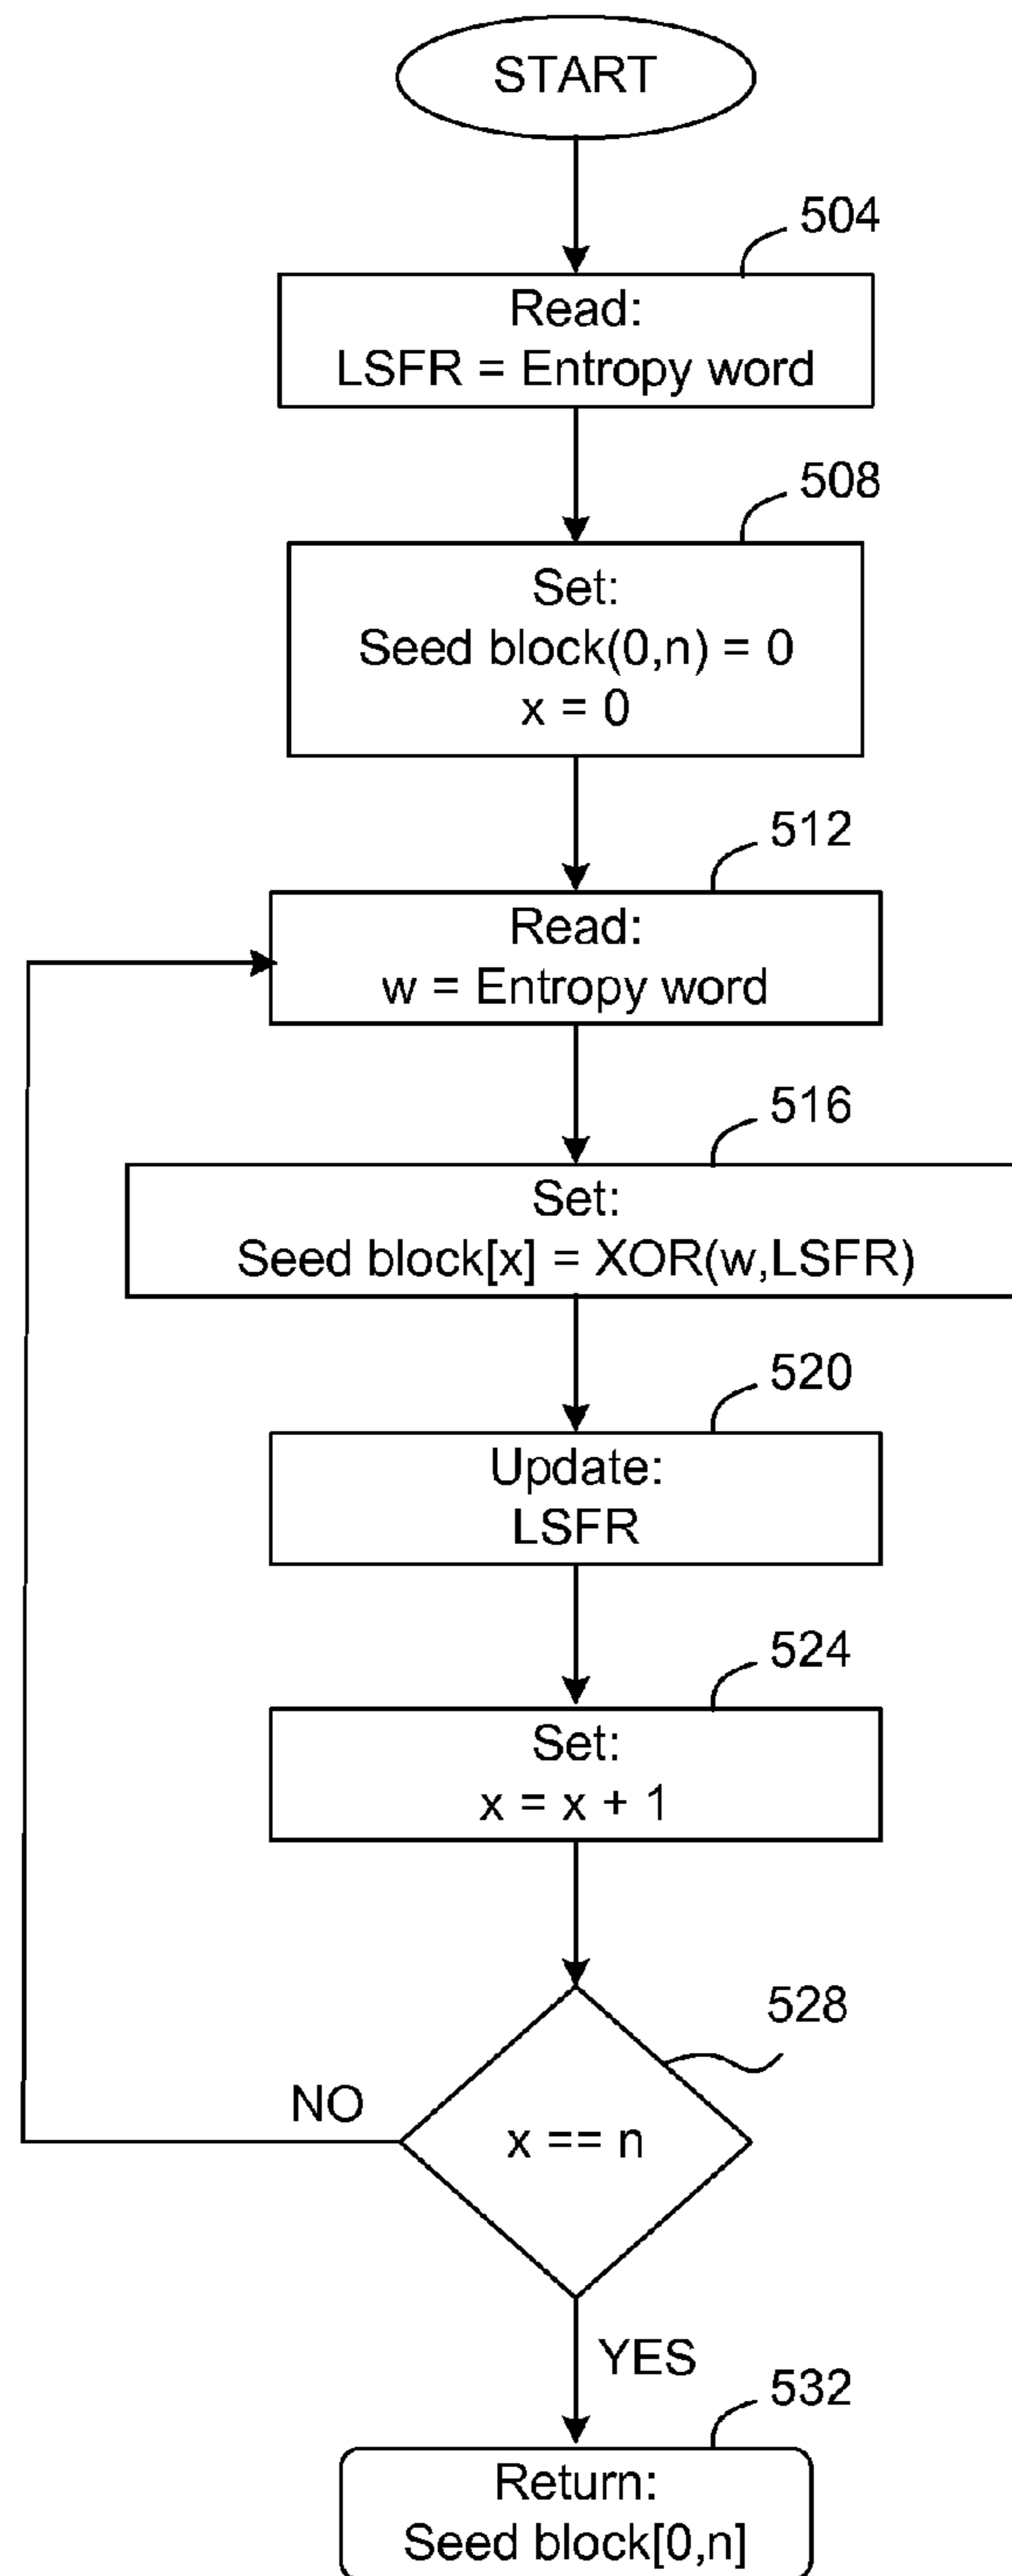 START
504
Read:
LSFR = Entropy word
508
Set:
Seed block(0,n) = 0
x = 0
512
Read:
w = Entropy word
516
Set:
Seed block[x] = XOR(w,LSFR)
520
Update:
LSFR
524
Set:
x = x + 1
528
NO
x == n
YES
532
Return:
Seed block[0,n]